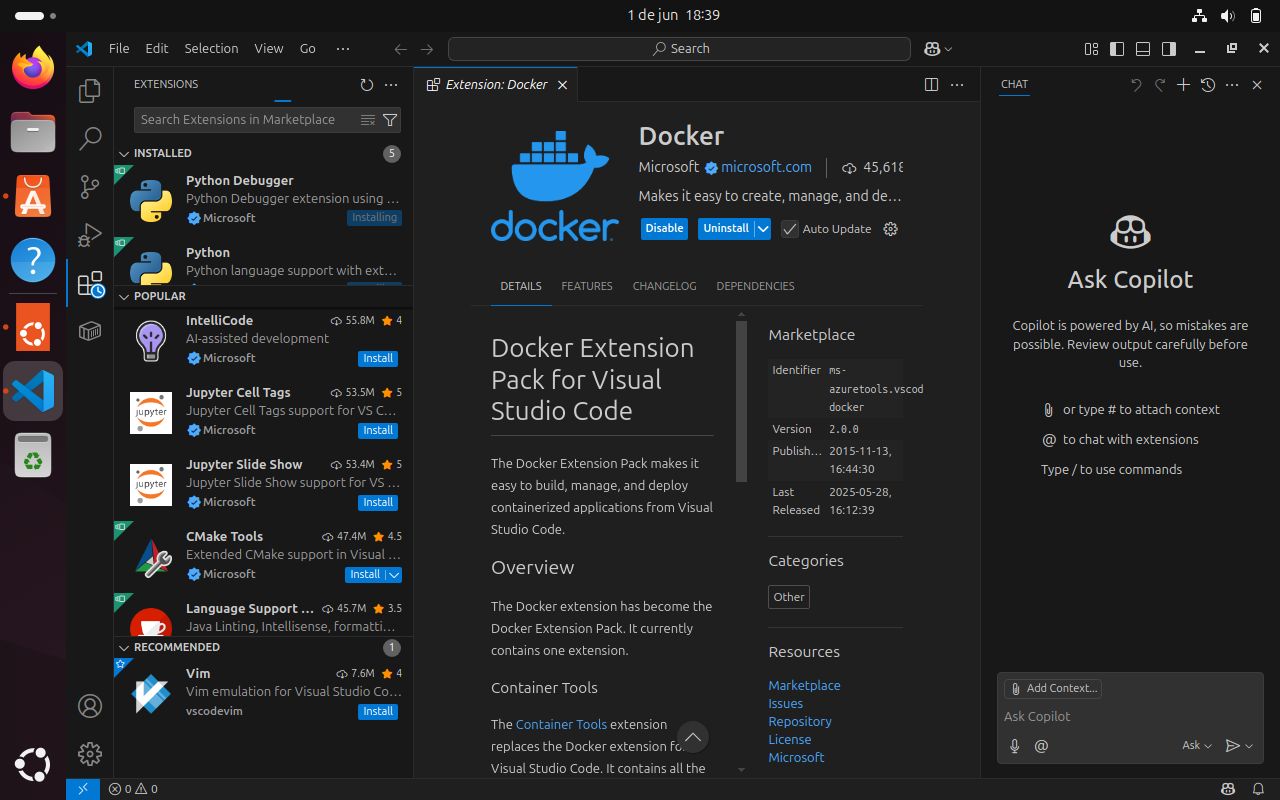 1 de jun 18:39
File Edit Selection View Go ···
Search
EXTENSIONS
Search Extensions in Marketplace
INSTALLED 5
Python Debugger
Python Debugger extension using ...
Microsoft Installing
Python
Python language support with ext...
POPULAR
IntelliCode 55.8M 4
AI-assisted development
Microsoft Install
Jupyter Cell Tags 53.5M 5
Jupyter Cell Tags support for VS C...
Microsoft Install
Jupyter Slide Show 53.4M 5
Jupyter Slide Show support for VS ...
Microsoft Install
CMake Tools 47.4M 4.5
Extended CMake support in Visual ...
Microsoft Install
Language Support ... 45.7M 3.5
Java Linting, Intellisense, formatti...
RECOMMENDED 1
Vim 7.6M 4
Vim emulation for Visual Studio Co...
vscodevim Install
Extension: Docker
docker
Docker
Microsoft microsoft.com 45,618
Makes it easy to create, manage, and de...
Disable Uninstall Auto Update
DETAILS FEATURES CHANGELOG DEPENDENCIES
Docker Extension
Pack for Visual
Studio Code
The Docker Extension Pack makes it
easy to build, manage, and deploy
containerized applications from Visual
Studio Code.
Overview
The Docker extension has become the
Docker Extension Pack. It currently
contains one extension.
Container Tools
The Container Tools extension
replaces the Docker extension for
Visual Studio Code. It contains all the
Marketplace
Identifier ms-
azuretools.vscod
docker
Version 2.0.0
Publish... 2015-11-13,
16:44:30
Last 2025-05-28,
Released 16:12:39
Categories
Other
Resources
Marketplace
Issues
Repository
License
Microsoft
CHAT
Ask Copilot
Copilot is powered by AI, so mistakes are
possible. Review output carefully before
use.
or type # to attach context
@ to chat with extensions
Type / to use commands
Add Context...
Ask Copilot
@ Ask
0 0